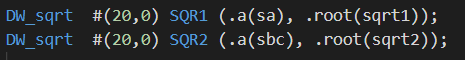 DW_sqrt #(20,0) SQR1 (.a(sa), .root(sqrt1));
DW_sqrt #(20,0) SQR2 (.a(sbc), .root(sqrt2));